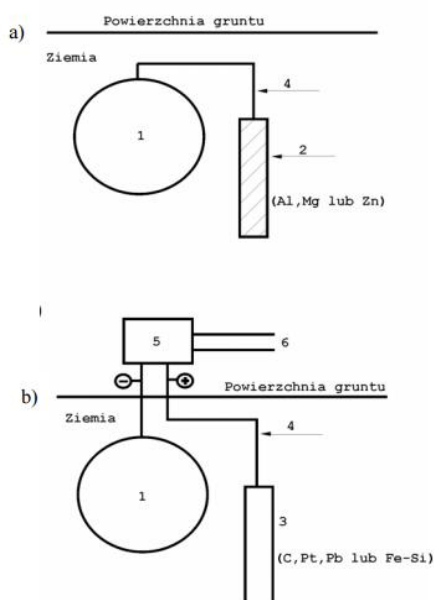 Powierzchnia gruntu
a)
Ziemia
4
1
2
(Al,Mg lub Zn)
)
5
6
- +
b)
Powierzchnia gruntu
Ziemia
4
1
3
(C,Pt,Pb lub Fe-Si)